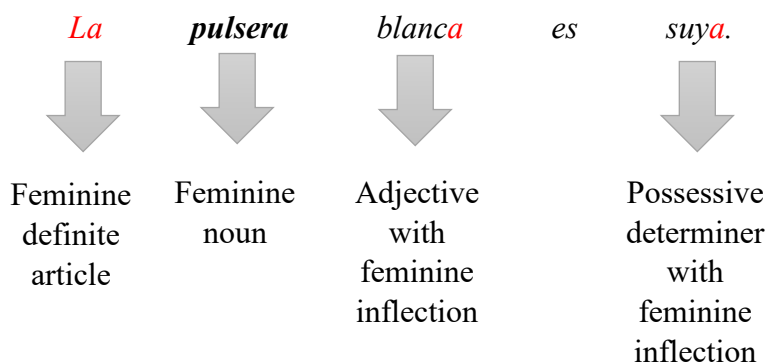 La pulsera blanca es suya.
Feminine definite article
Feminine noun
Adjective with feminine inflection
Possessive determiner with feminine inflection